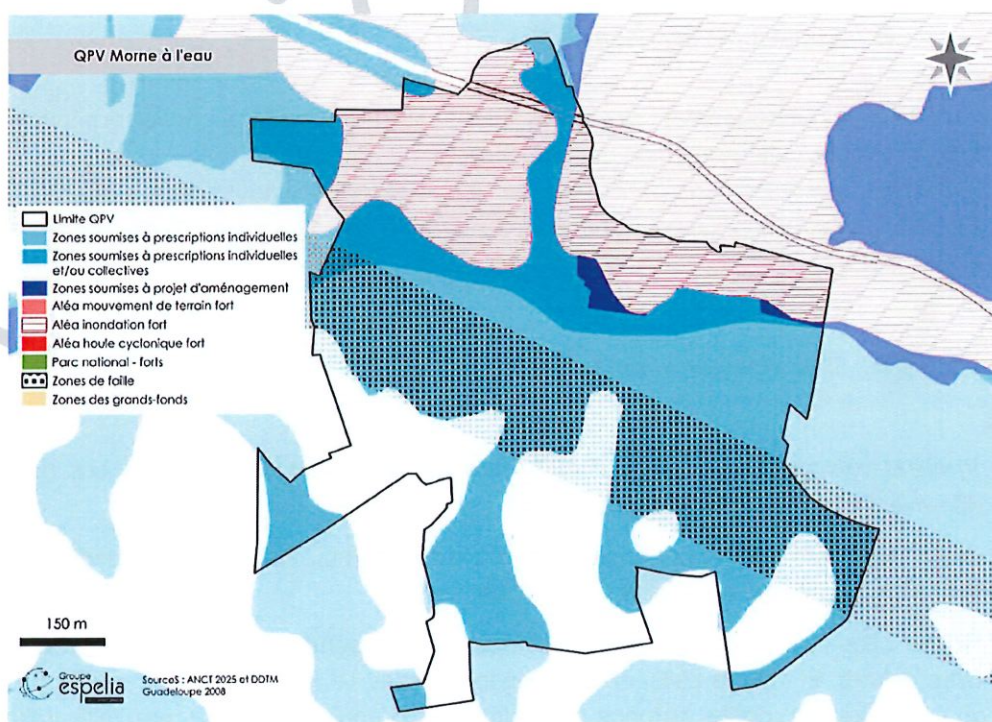 QPV Morne à l'eau
Limite QPV
Zones soumises à prescriptions individuelles
Zones soumises à prescriptions individuelles
et/ou collectives
Zones soumises à projet d'aménagement
Aléa mouvement de terrain fort
Aléa inondation fort
Aléa houle cyclonique fort
Parc national - forts
Zones de faille
Zones des grands-fonds
150 m
Groupe
espelia
SourceS : ANCT 2025 et DDTM
Guadeloupe 2008